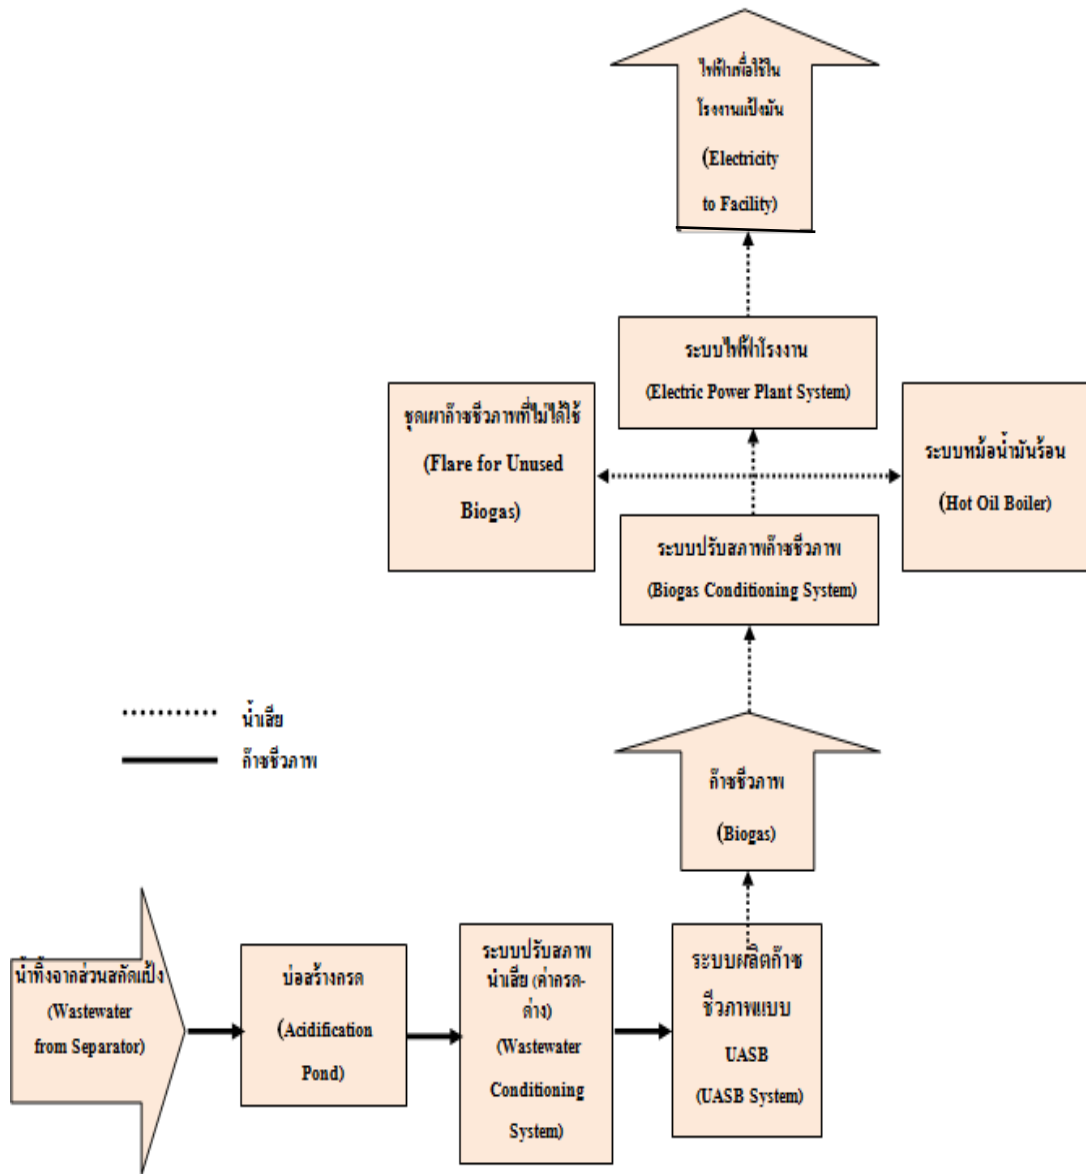 ไฟฟ้าเพื่อใช้ใน
โรงงานแป้งมัน
(Electricity
to Facility)
ระบบไฟฟ้าโรงงาน
(Electric Power Plant System)
ชุดเผาก๊าซชีวภาพที่ไม่ได้ใช้
(Flare for Unused
Biogas)
ระบบหม้อน้ำมันร้อน
(Hot Oil Boiler)
ระบบปรับสภาพก๊าซชีวภาพ
(Biogas Conditioning System)
น้ำเสีย
ก๊าซชีวภาพ
ก๊าซชีวภาพ
(Biogas)
น้ำทิ้งจากส่วนสกัดแป้ง
(Wastewater
from Separator)
บ่อสร้างกรด
(Acidification
Pond)
ระบบปรับสภาพ
น้ำเสีย (ค่ากรด-
ด่าง)
(Wastewater
Conditioning
System)
ระบบผลิตก๊าซ
ชีวภาพแบบ
UASB
(UASB System)